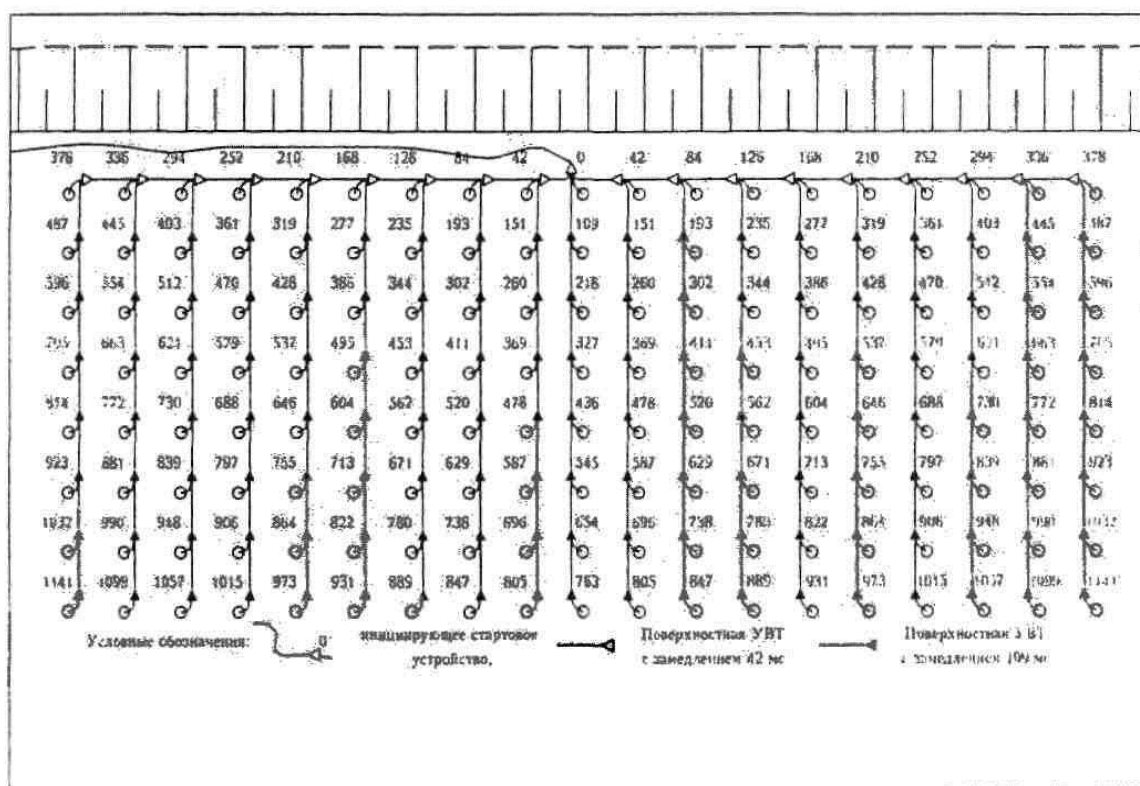 378 336 294 252 210 168 126 84 42 0 42 84 126 168 210 252 294 336 378
487 445 403 361 319 277 235 193 151 109 151 193 235 277 319 361 403 445 487
596 554 512 470 428 386 344 302 260 218 260 302 344 386 428 470 512 554 596
705 663 621 579 537 495 453 411 369 327 369 411 453 495 537 579 621 663 705
814 772 730 688 646 604 562 520 478 436 478 520 562 604 646 688 730 772 814
923 881 839 797 755 713 671 629 587 545 587 629 671 713 755 797 839 881 923
1032 990 948 906 864 822 780 738 696 654 696 738 780 822 864 906 948 990 1032
1141 1099 1057 1015 973 931 889 847 805 763 805 847 889 931 973 1015 1057 1099 1141
Условные обозначения:
0
инициирующее стартовое
устройство,
Поверхностная УВТ
с замедлением 42 мс
Поверхностная УВТ
с замедлением 109 мс